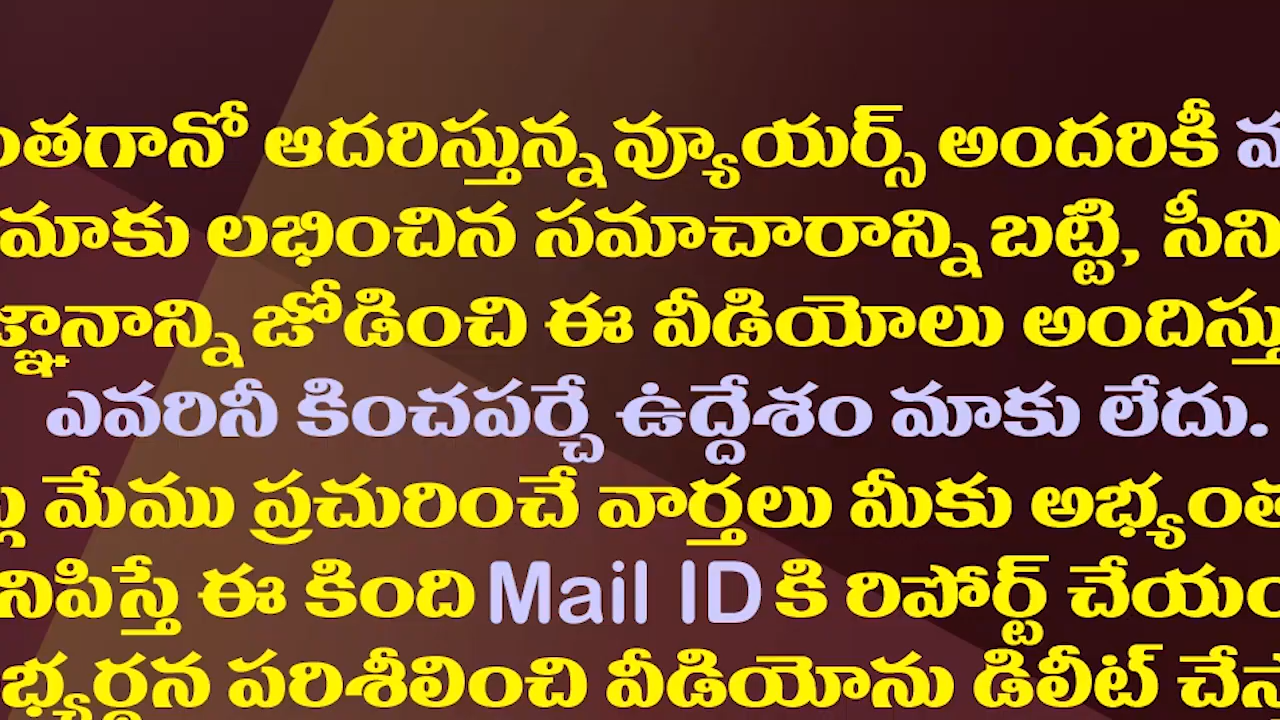 ంతగానో ఆదరిస్తున్న వ్యూయర్స్ అందరికీ
మాకు లభించిన సమాచారాన్ని బట్టి, సీని
జ్ఞానాన్ని జోడించి ఈ వీడియోలు అందిస్తు
ఎవరినీ కించపర్చే ఉద్దేశం మాకు లేదు.
మేము ప్రచురించే వార్తలు మీకు అభ్యంత
నిపిస్తే ఈ కింది Mail ID కి రిపోర్ట్ చేయం
భ్యర్థన పరిశీలించి వీడియోను డిలీట్ చేస